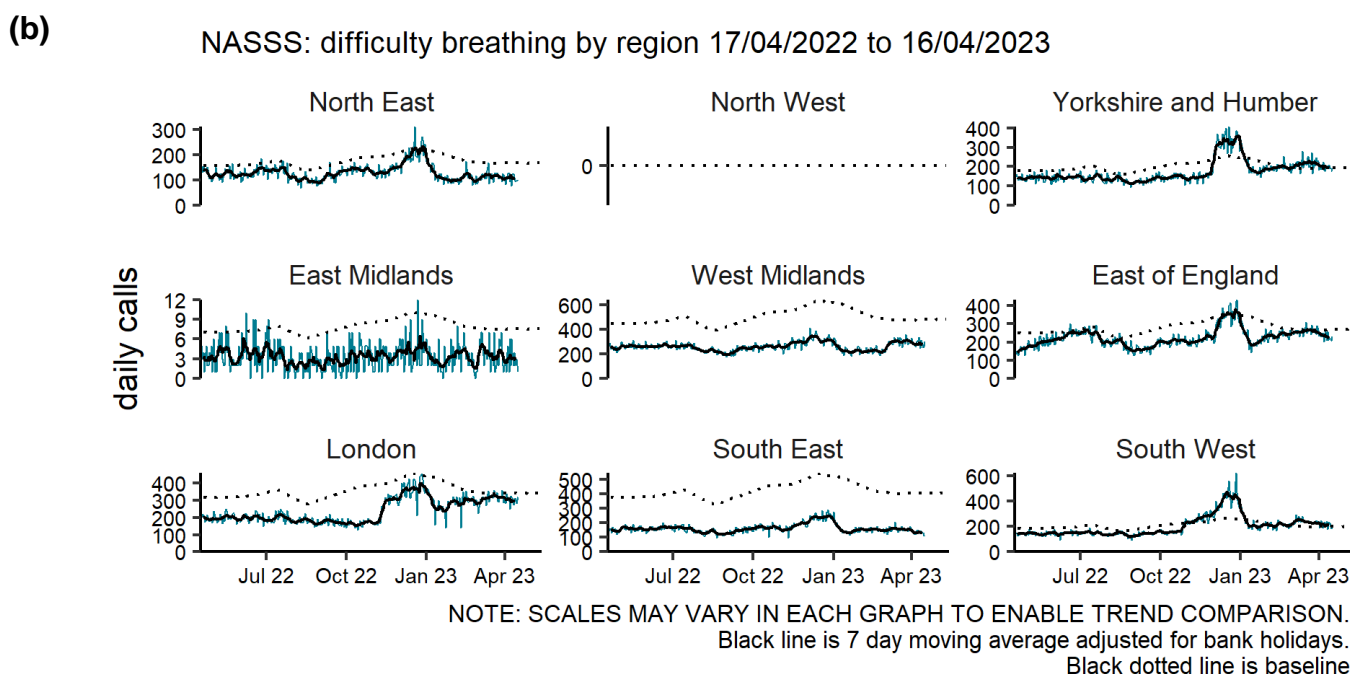 (b)
NASSS: difficulty breathing by region 17/04/2022 to 16/04/2023
North East
North West
Yorkshire and Humber
300
200
100
0
0
400
300
200
100
0
East Midlands
West Midlands
East of England
12
9
6
3
0
600
400
200
0
400
300
200
100
0
daily calls
London
South East
South West
400
300
200
100
0
500
400
300
200
100
0
600
400
200
0
Jul 22 Oct 22 Jan 23 Apr 23
Jul 22 Oct 22 Jan 23 Apr 23
Jul 22 Oct 22 Jan 23 Apr 23
NOTE: SCALES MAY VARY IN EACH GRAPH TO ENABLE TREND COMPARISON.
Black line is 7 day moving average adjusted for bank holidays.
Black dotted line is baseline